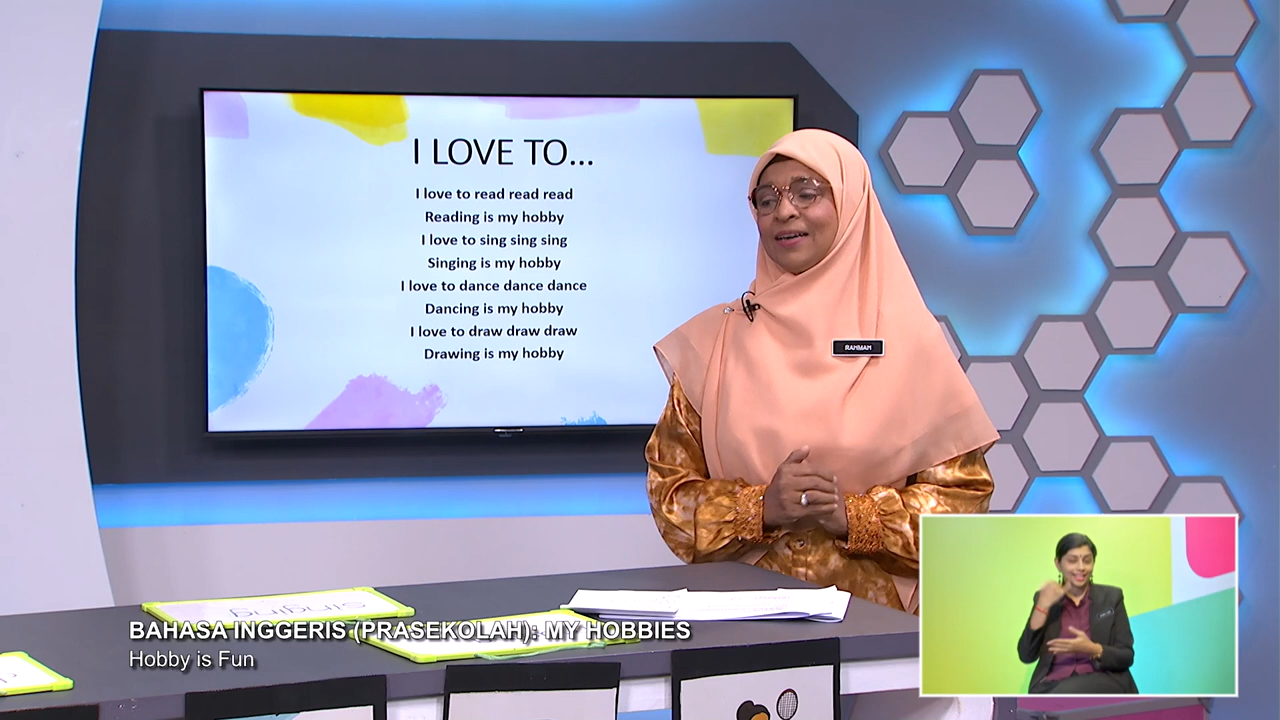 I LOVE TO...
I love to read read read
Reading is my hobby
I love to sing sing sing
Singing is my hobby
I love to dance dance dance
Dancing is my hobby
I love to draw draw draw
Drawing is my hobby
RAHMAH
singing
BAHASA INGGERIS (PRASEKOLAH): MY HOBBIES
Hobby is Fun